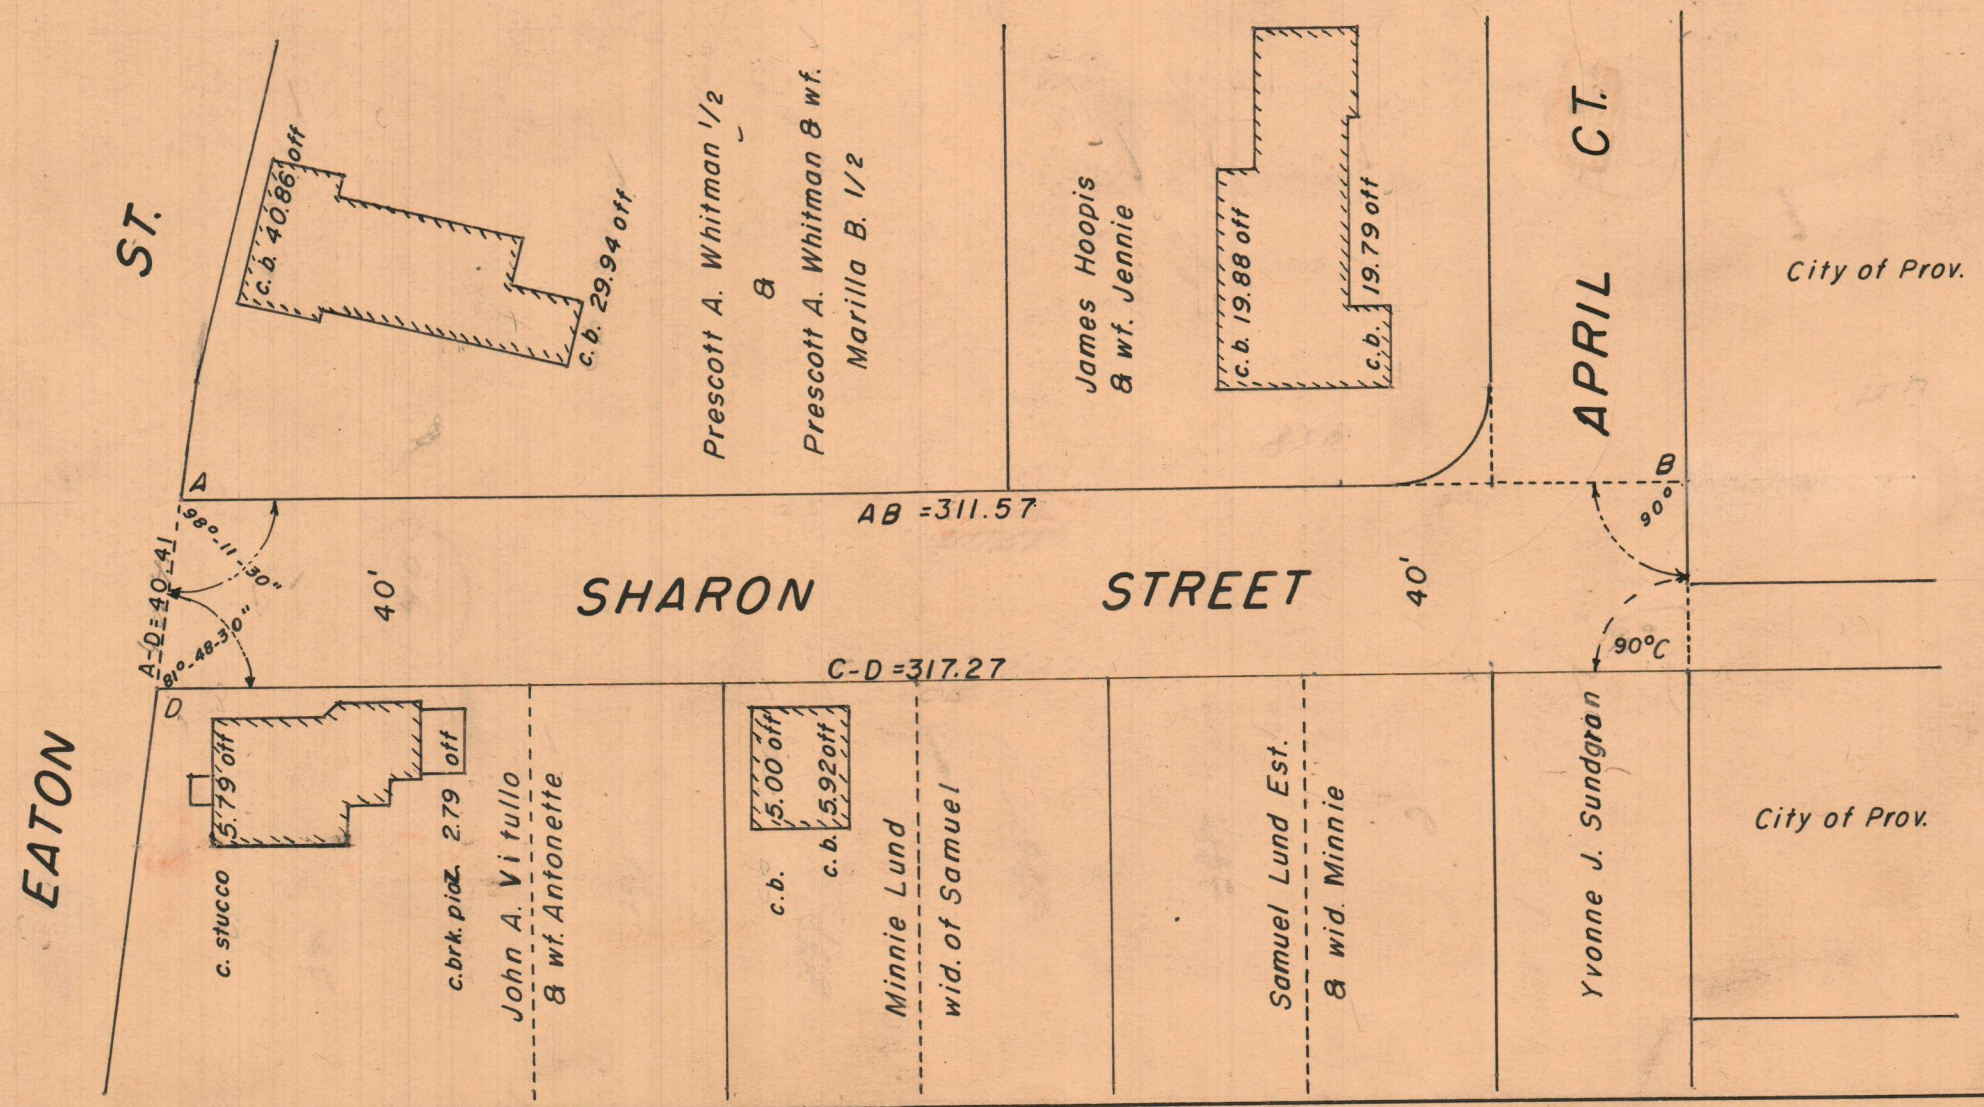 EATON ST.
SHARON STREET
APRIL CT.
c. b. 40.86 off
c. b. 29.94 off
Prescott A. Whitman 1/2
&
Prescott A. Whitman & wf.
Marilla B. 1/2
James Hoopis
& wf. Jennie
c. b. 19.88 off
c. b. 19.79 off
City of Prov.
A
B
98°-11'-30"
AB = 311.57
90°
A-D = 40.41
40'
40'
81°-48-30"
C-D = 317.27
90° C
D
5.79' off
c. stucco
c. brk. piaz. 2.79 off
John A. Vitullo
& wf. Antonette
c. b. 5.00 off
c. b. 5.92 off
Minnie Lund
wid. of Samuel
Samuel Lund Est.
& wid. Minnie
Yvonne J. Sundgron
City of Prov.